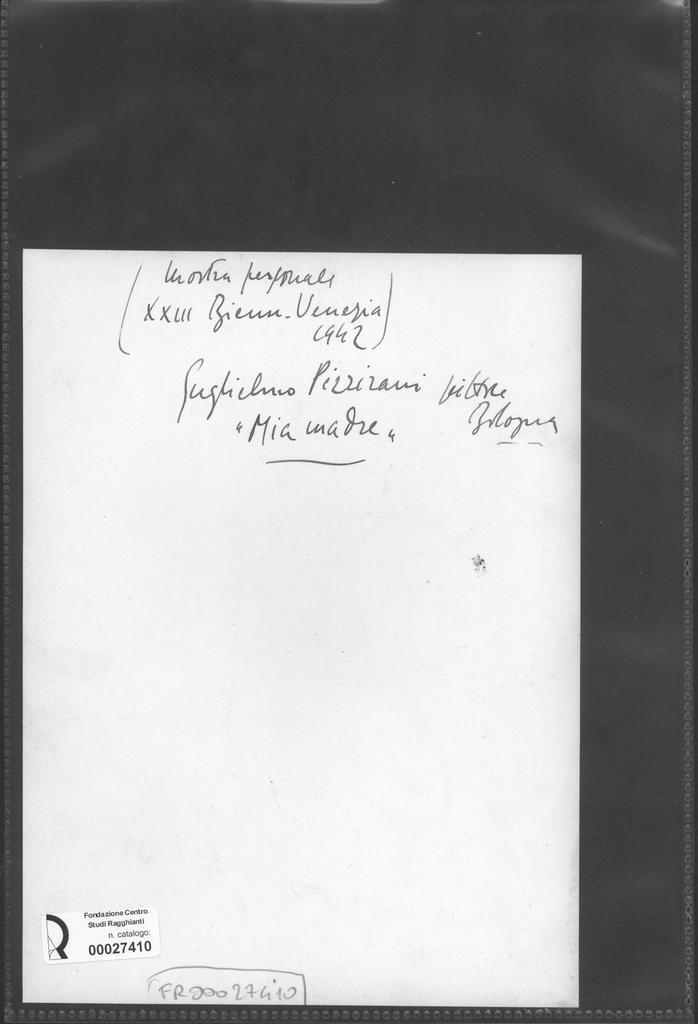 (mostra personale
XXIII Bienn. Venezia
1942)
Guglielmo Pizzirani pittore
Bologna
"Mia madre"
Fondazione Centro
Studi Ragghianti
n. catalogo:
00027410
FR00027410